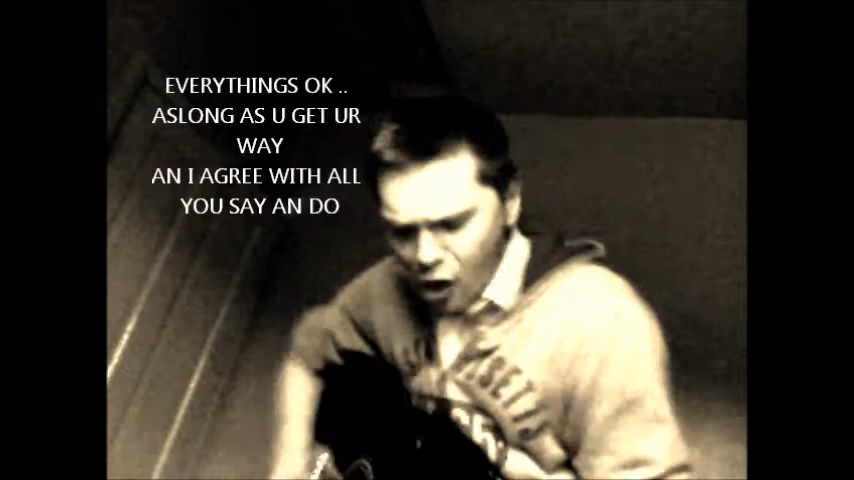 EVERYTHINGS OK ..
ASLONG AS U GET UR
WAY
AN I AGREE WITH ALL
YOU SAY AN DO